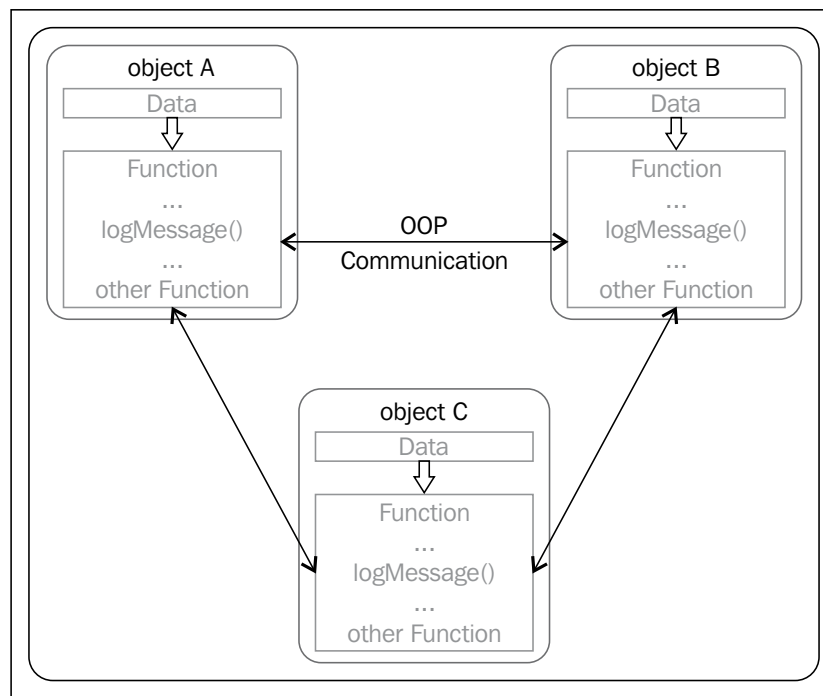 object A
Data
Function
...
logMessage()
...
other Function
OOP
Communication
object B
Data
Function
...
logMessage()
...
other Function
object C
Data
Function
...
logMessage()
...
other Function